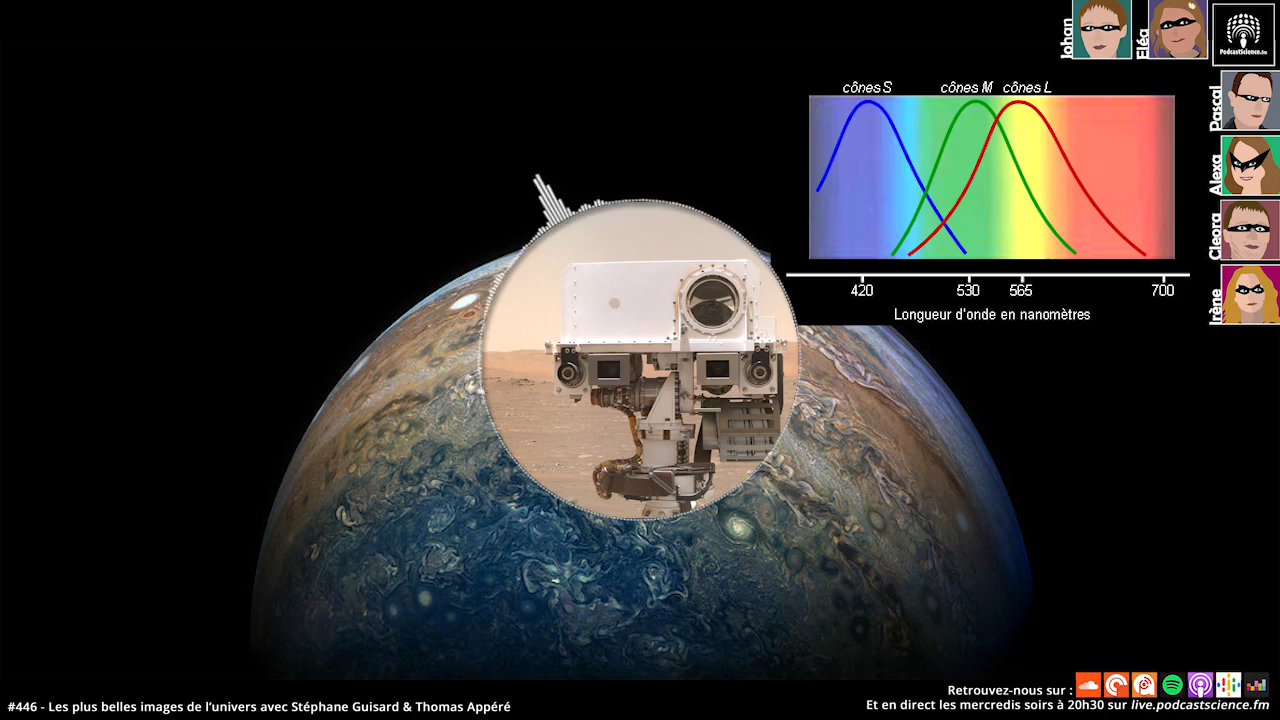 Johan
Eléa
PodcastScience.fm
Pascal
Alexa
Cleora
Irène
cônes S
cônes M
cônes L
420
530
565
700
Longueur d'onde en nanomètres
Retrouvez-nous sur :
#446 - Les plus belles images de l'univers avec Stéphane Guisard & Thomas Appéré
Et en direct les mercredis soirs à 20h30 sur live.podcastscience.fm